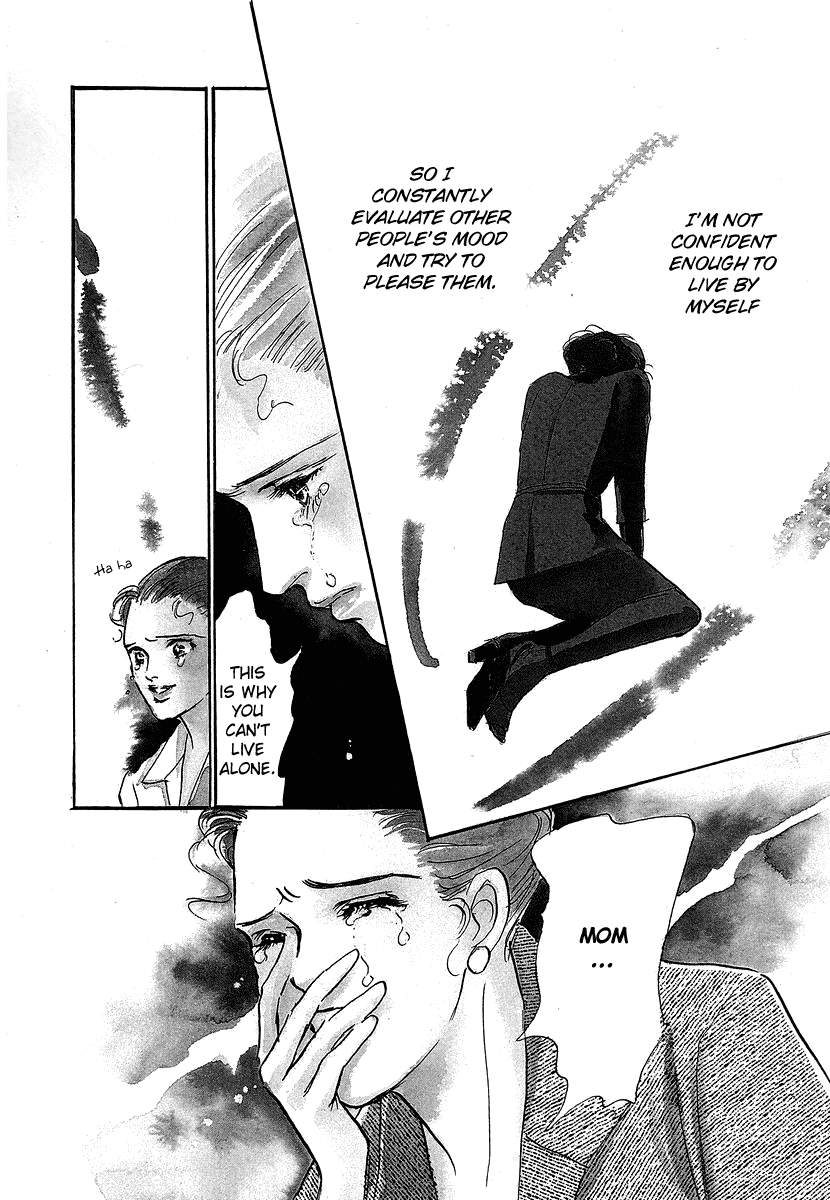 I'M NOT
CONFIDENT
ENOUGH TO
LIVE BY
MYSELF
SO I
CONSTANTLY
EVALUATE OTHER
PEOPLE'S MOOD
AND TRY TO
PLEASE THEM.
THIS
IS WHY
YOU
CAN'T
LIVE
ALONE.
Ha ha
MOM
...